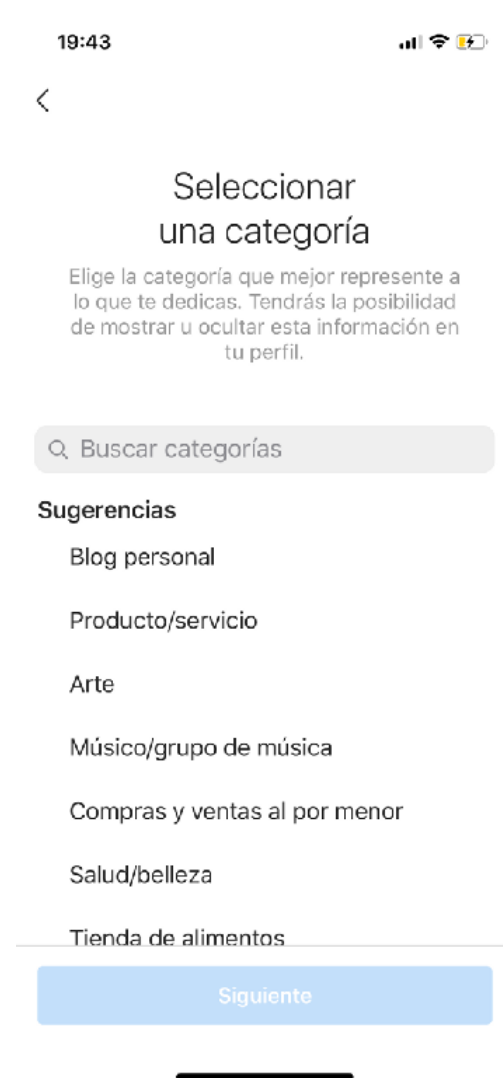 19:43
Seleccionar
una categoría
Elige la categoría que mejor represente a
lo que te dedicas. Tendrás la posibilidad
de mostrar u ocultar esta información en
tu perfil.
Buscar categorías
Sugerencias
Blog personal
Producto/servicio
Arte
Músico/grupo de música
Compras y ventas al por menor
Salud/belleza
Tienda de alimentos
Siguiente